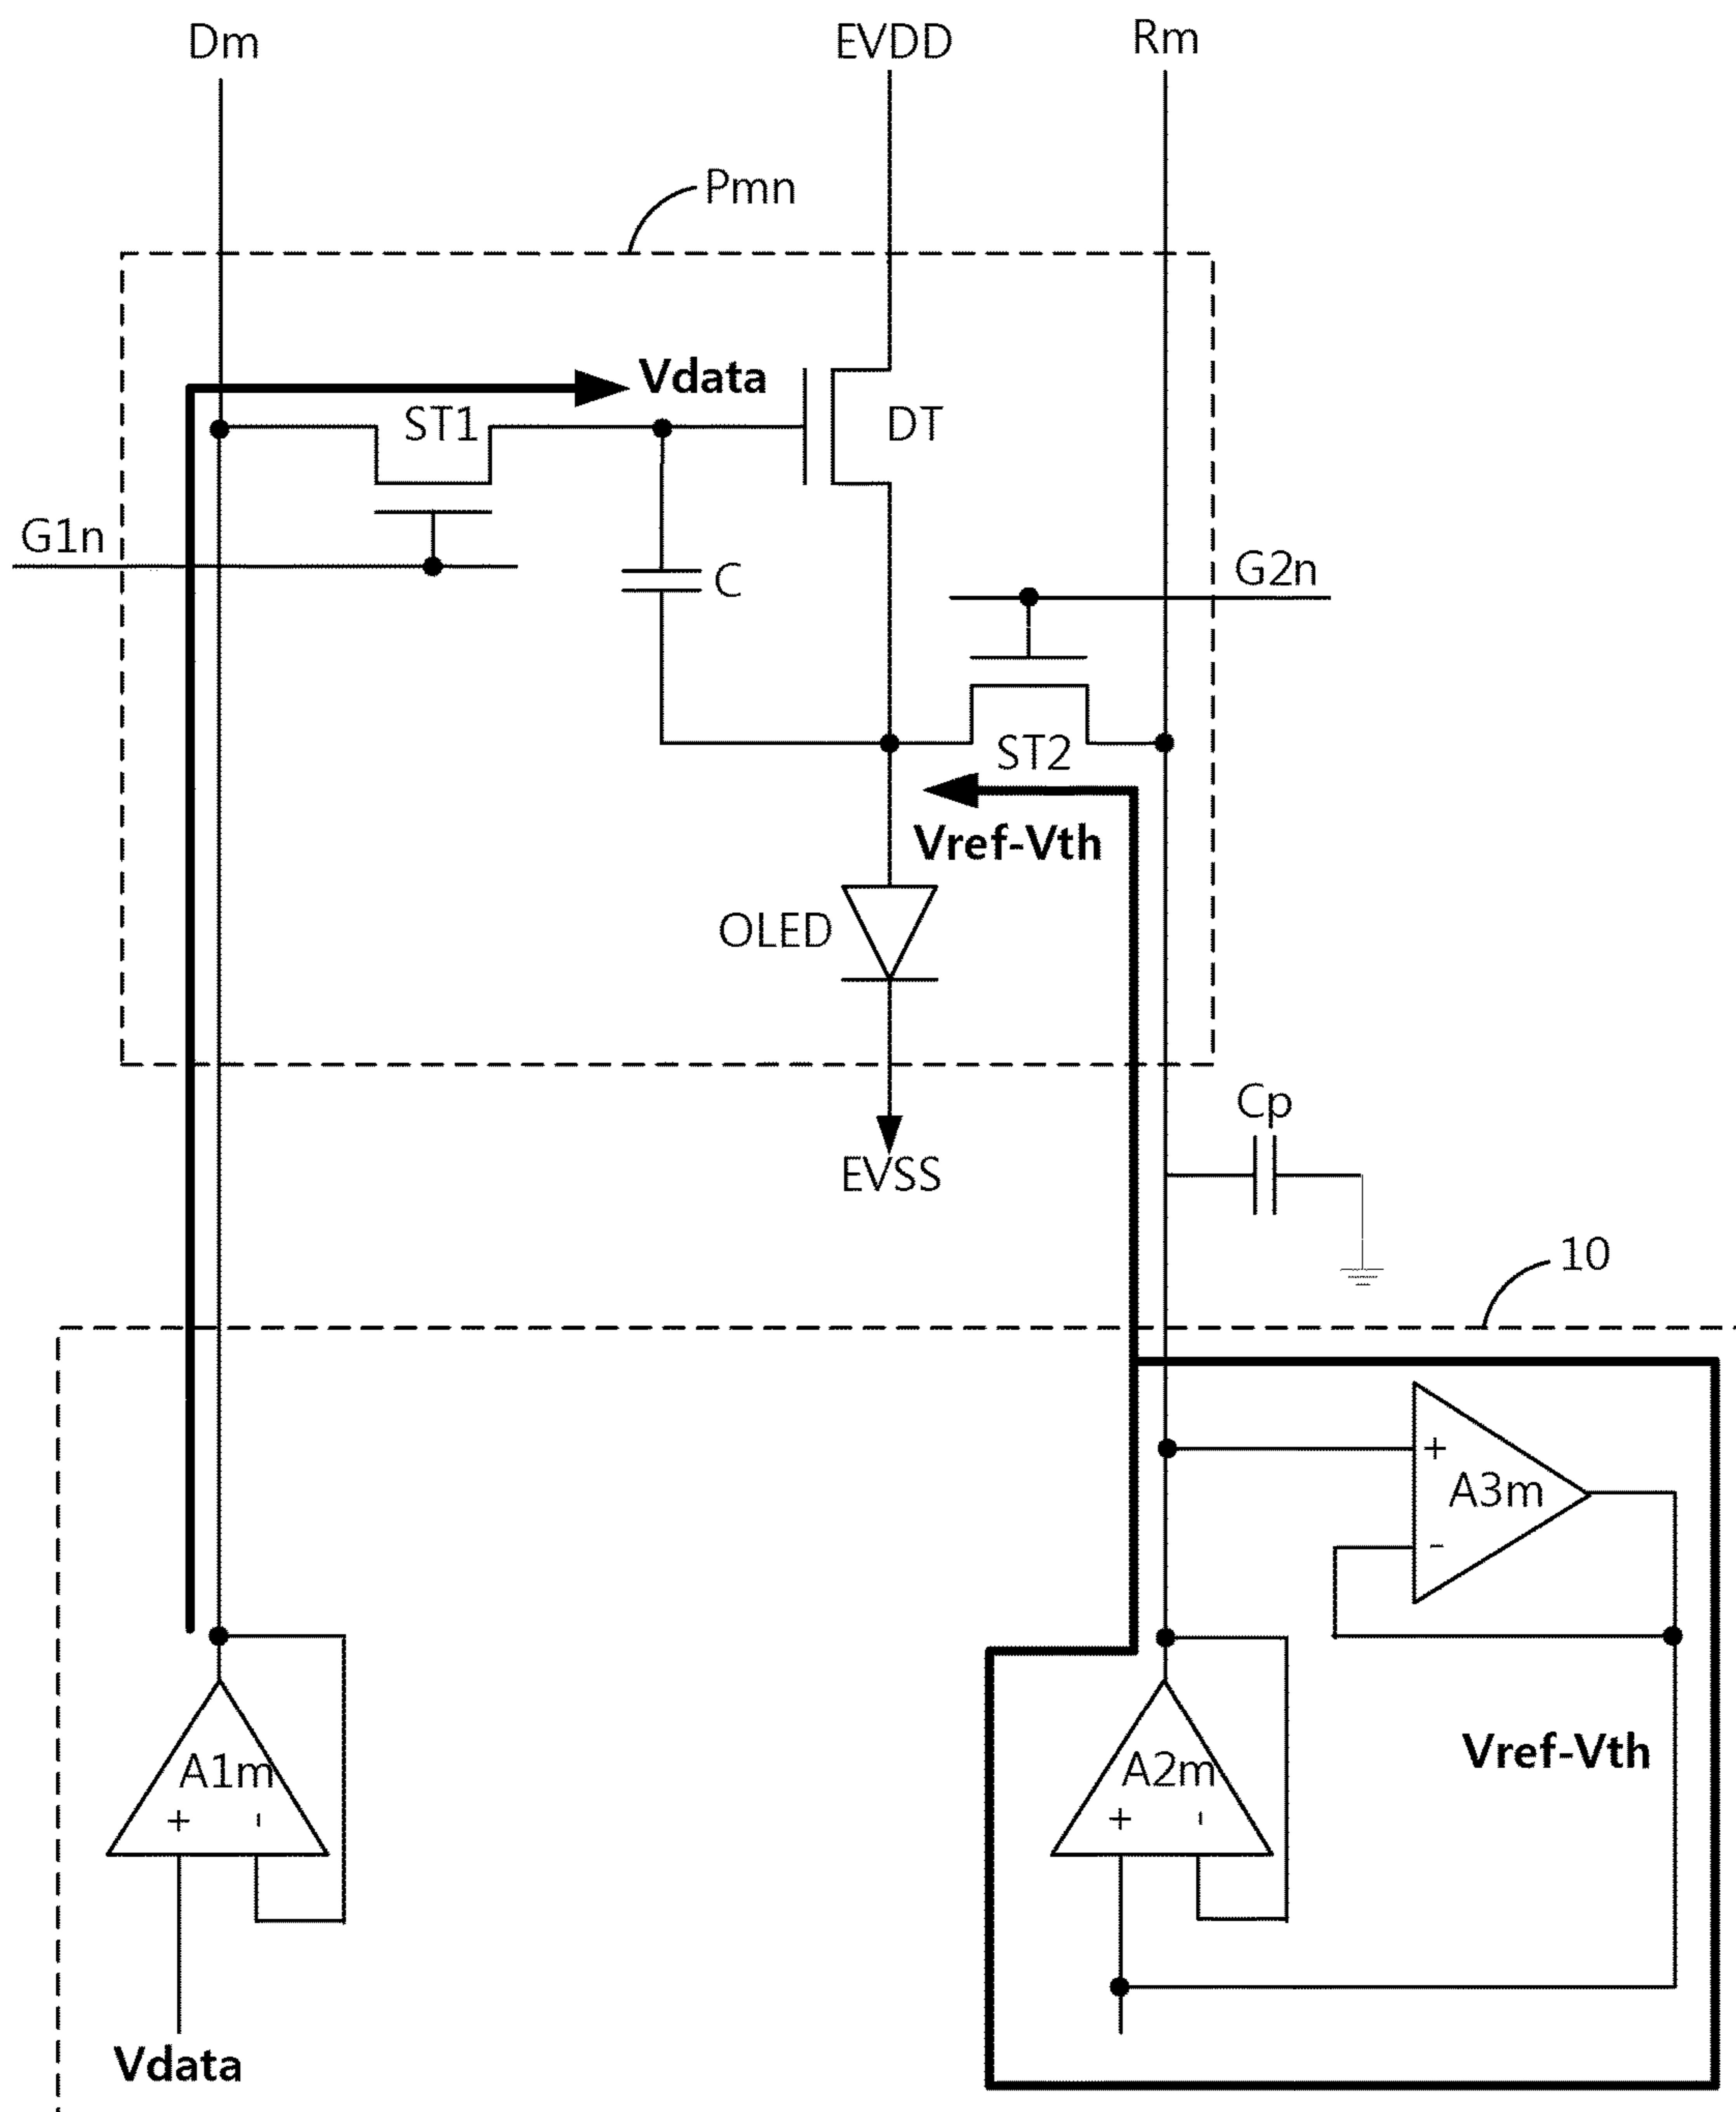 Dm
EVDD
Rm
Pmn
Vdata
ST1
DT
G1n
C
G2n
ST2
Vref-Vth
OLED
Cp
EVSS
10
+
A3m
-
A1m
+ -
A2m
+ -
Vref-Vth
Vdata